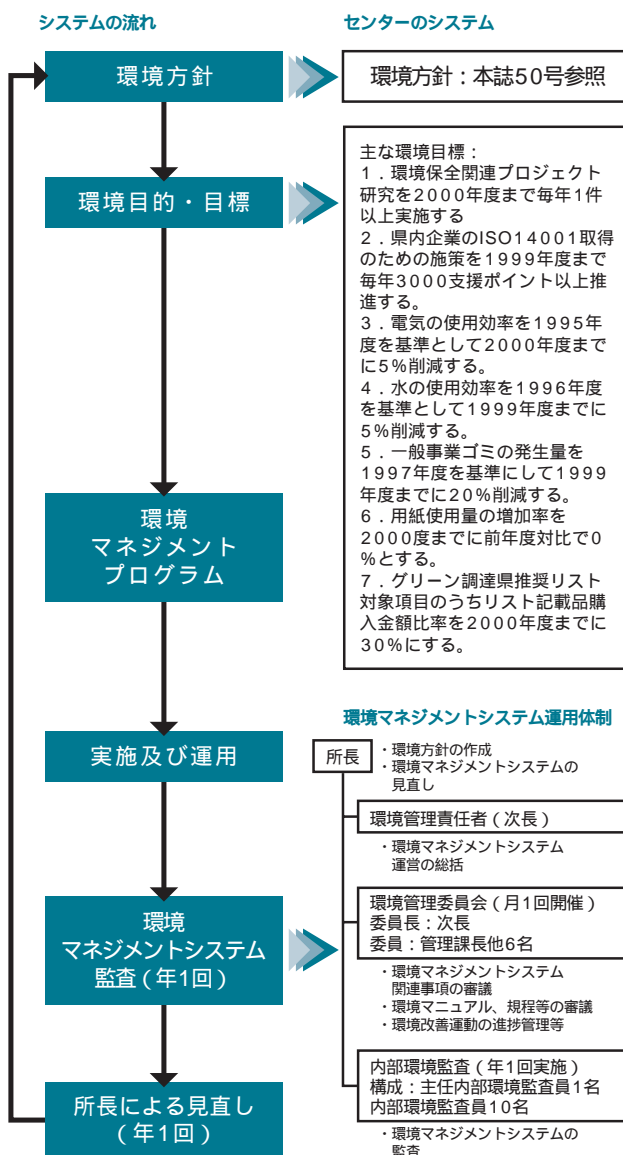 システムの流れ
環境方針
環境目的・目標
環境
マネジメント
プログラム
実施及び運用
環境
マネジメントシステム
監査(年1回)
所長による見直し
(年1回)
センターのシステム
環境方針:本誌50号参照
主な環境目標:
1.環境保全関連プロジェクト
研究を2000年度まで毎年1件
以上実施する
2.県内企業のISO14001取得
のための施策を1999年度まで
毎年3000支援ポイント以上推
進する。
3.電気の使用効率を1995年
度を基準として2000年度まで
に5%削減する。
4.水の使用効率を1996年度
を基準として1999年度までに
5%削減する。
5.一般事業ゴミの発生量を
1997年度を基準にして1999
年度までに20%削減する。
6.用紙使用量の増加率を
2000度までに前年度対比で0
%とする。
7.グリーン調達県推奨リスト
対象項目のうちリスト記載品購
入金額比率を2000年度までに
30%にする。
環境マネジメントシステム運用体制
所長
・環境方針の作成
・環境マネジメントシステムの
見直し
環境管理責任者(次長)
・環境マネジメントシステム
運営の総括
環境管理委員会(月1回開催)
委員長:次長
委員:管理課長他6名
・環境マネジメントシステム
関連事項の審議
・環境マニュアル、規程等の審議
・環境改善運動の進捗管理等
内部環境監査(年1回実施)
構成:主任内部環境監査員1名
内部環境監査員10名
・環境マネジメントシステムの
監査